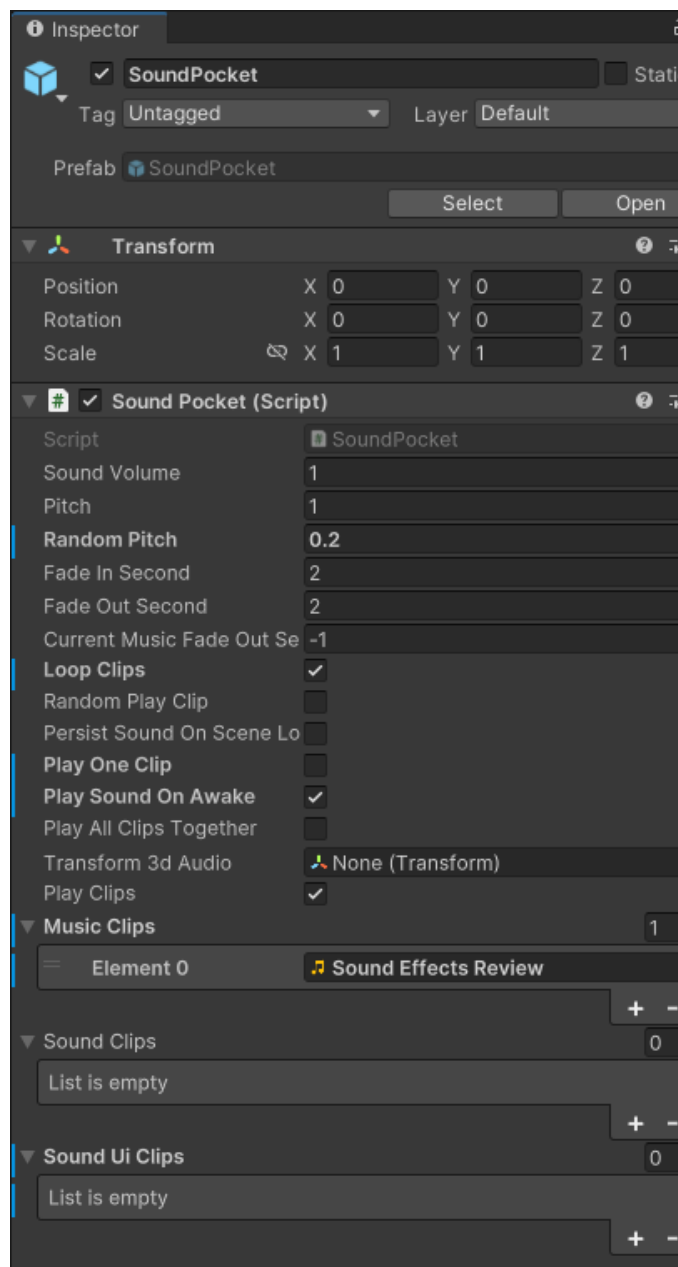 Inspector
SoundPocket Stati
Tag Untagged Layer Default
Prefab SoundPocket
Select Open
Transform
Position X 0 Y 0 Z 0
Rotation X 0 Y 0 Z 0
Scale X 1 Y 1 Z 1
# Sound Pocket (Script)
Script # SoundPocket
Sound Volume 1
Pitch 1
Random Pitch 0.2
Fade In Second 2
Fade Out Second 2
Current Music Fade Out Se -1
Loop Clips
Random Play Clip
Persist Sound On Scene Lo
Play One Clip
Play Sound On Awake
Play All Clips Together
Transform 3d Audio None (Transform)
Play Clips
Music Clips 1
Element 0 Sound Effects Review
+ -
Sound Clips 0
List is empty
+ -
Sound Ui Clips 0
List is empty
+ -